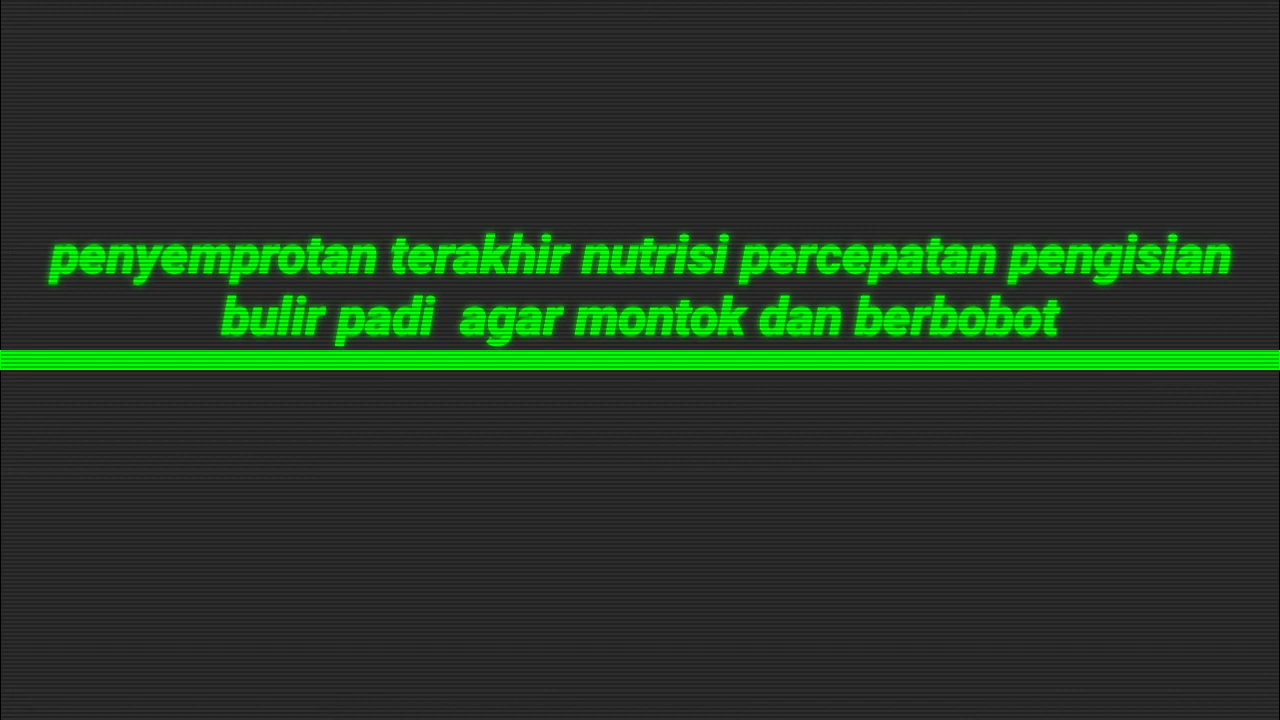 penyemprotan terakhir nutrisi percepatan pengisian
bulir padi  agar montok dan berbobot